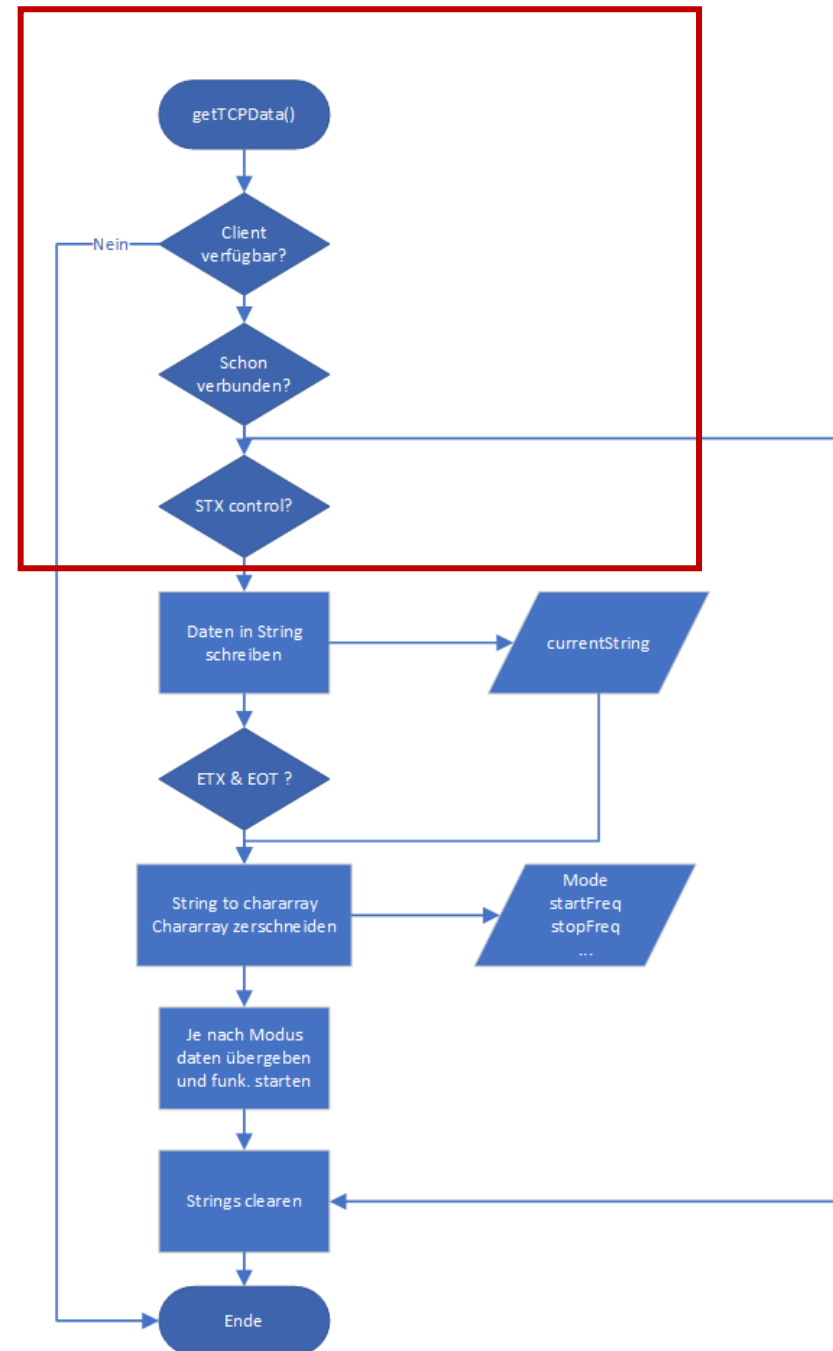 getTCPData()
Client
verfügbar?
Nein
Schon
verbunden?
STX control?
Daten in String
schreiben
currentString
ETX & EOT ?
String to chararray
Chararray zerschneiden
Mode
startFreq
stopFreq
...
Je nach Modus
daten übergeben
und funk. starten
Strings clearen
Ende